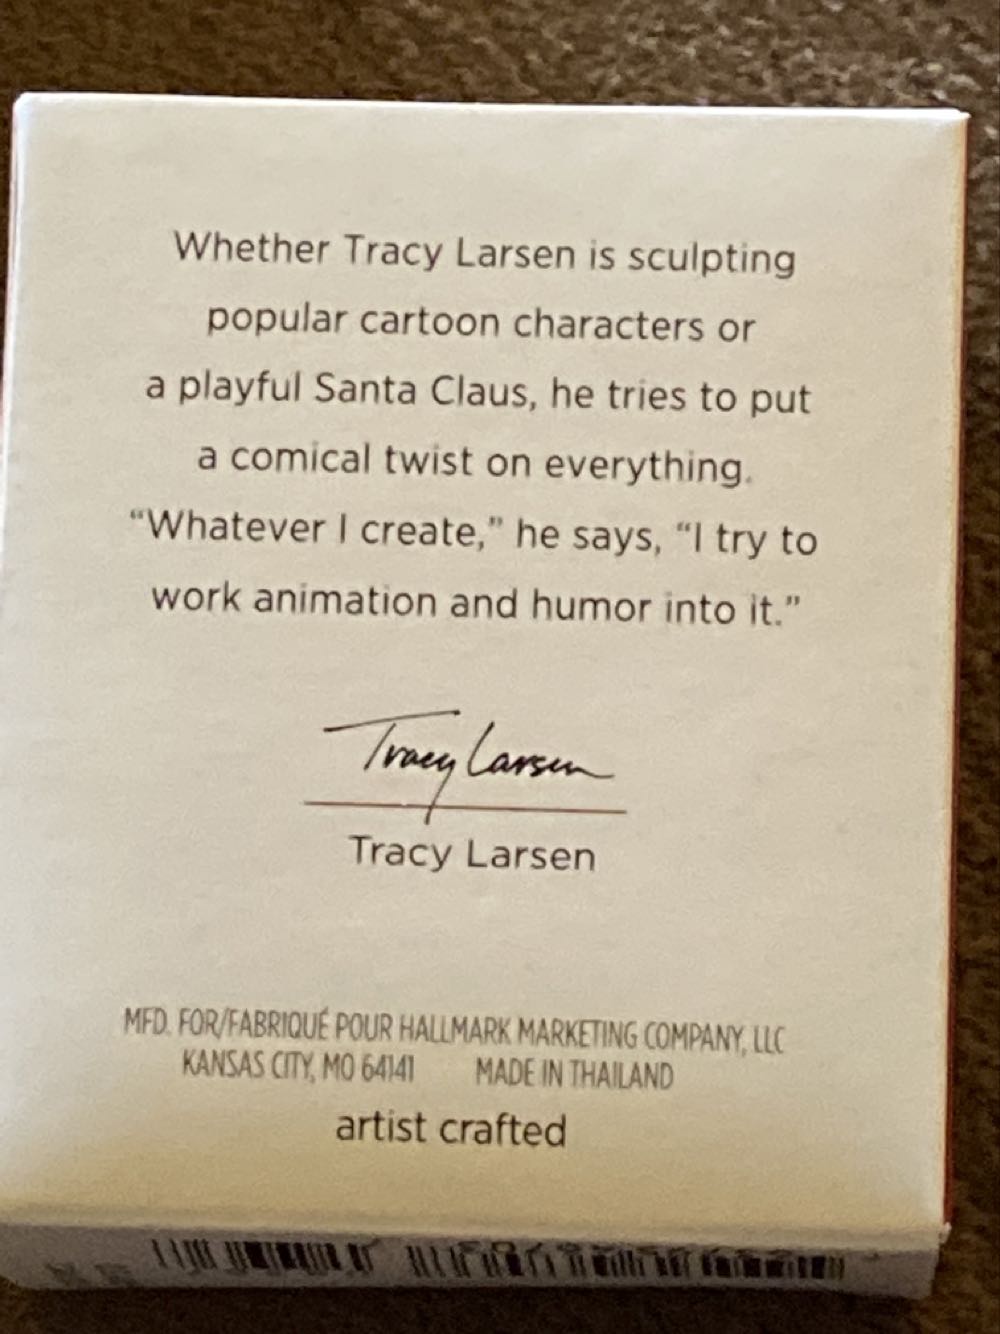 Whether Tracy Larsen is sculpting
popular cartoon characters or
a playful Santa Claus, he tries to put
a comical twist on everything.
“Whatever I create,” he says, “I try to
work animation and humor into it.”
Tracy Larsen
Tracy Larsen
MFD. FOR/FABRIQUÉ POUR HALLMARK MARKETING COMPANY, LLC
KANSAS CITY, MO 64141 MADE IN THAILAND
artist crafted